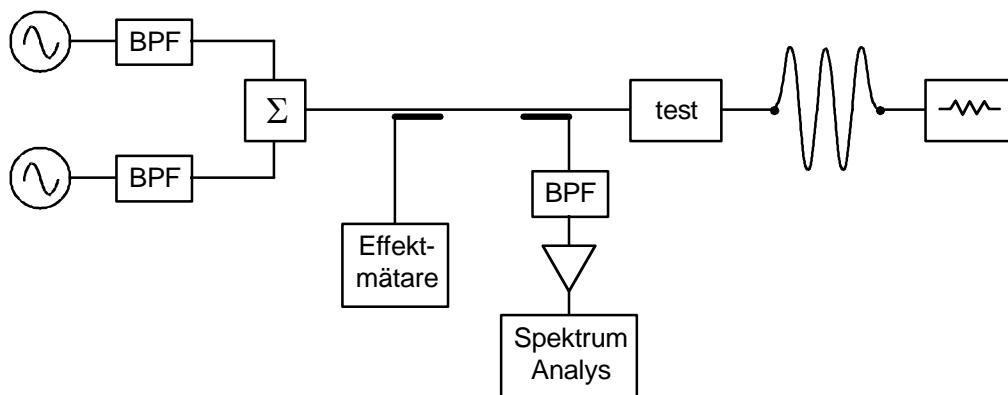 BPF
Σ
test
BPF
BPF
Effekt-
mätare
Spektrum
Analys